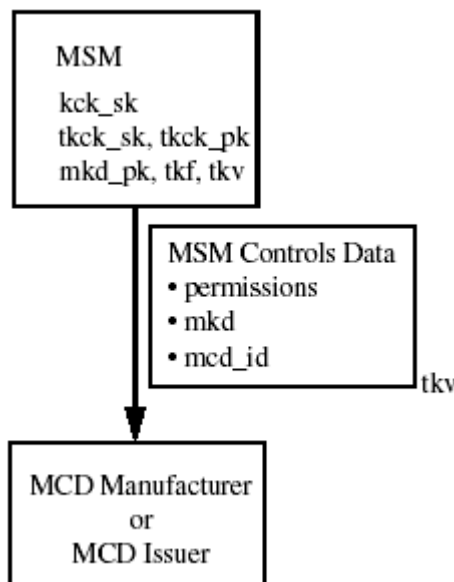 MSM
kck_sk
tkck_sk, tkck_pk
mkd_pk, tkf, tkv
MSM Controls Data
• permissions
• mkd
• mcd_id
tkv
MCD Manufacturer
or
MCD Issuer